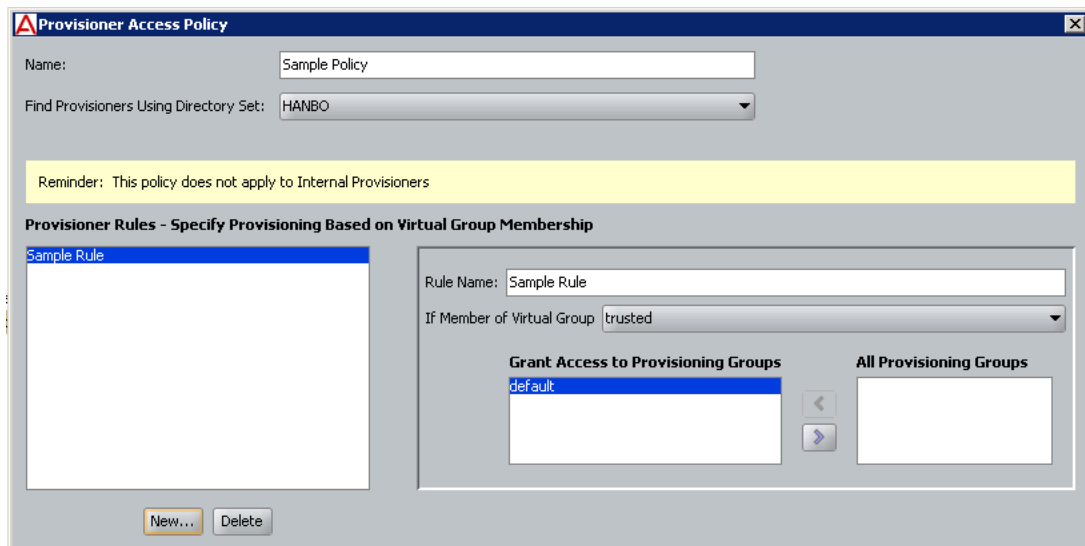 Provisioner Access Policy
Name: Sample Policy
Find Provisioners Using Directory Set: HANBO
Reminder: This policy does not apply to Internal Provisioners
Provisioner Rules - Specify Provisioning Based on Virtual Group Membership
Sample Rule
Rule Name: Sample Rule
If Member of Virtual Group trusted
Grant Access to Provisioning Groups
default
All Provisioning Groups
New...
Delete